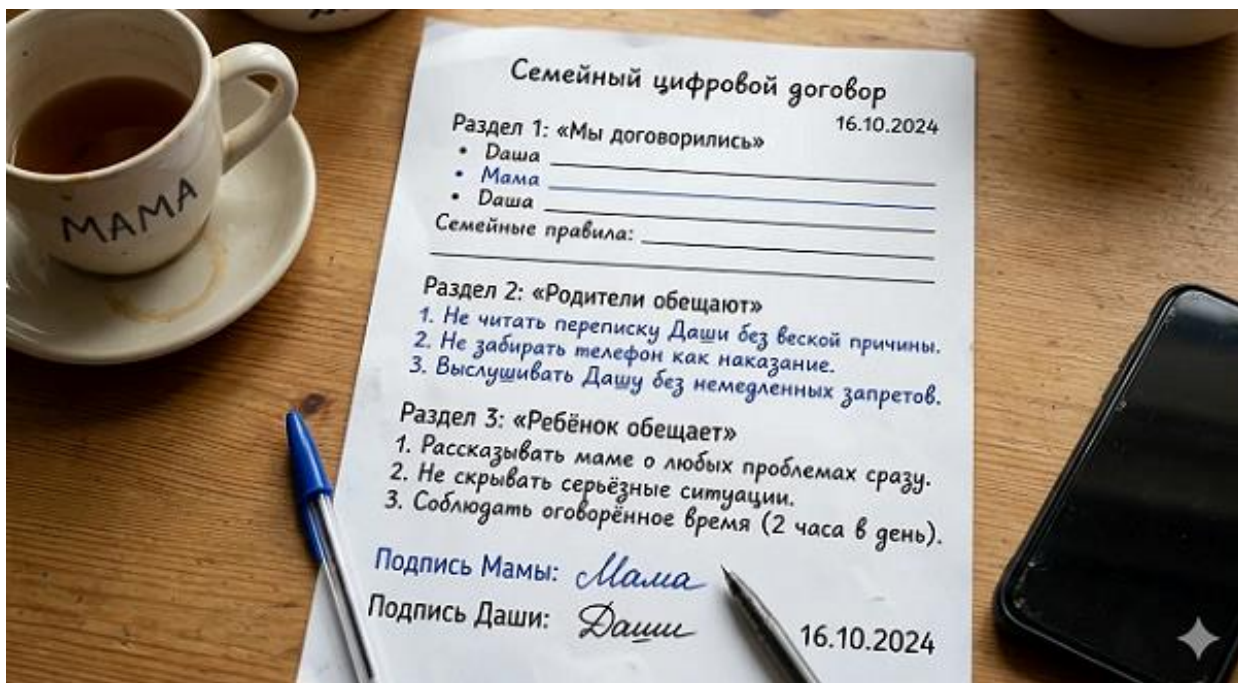 МАМА
Семейный цифровой договор
16.10.2024
Раздел 1: «Мы договорились»
• Даша
• Мама
• Даша
Семейные правила:
Раздел 2: «Родители обещают»
1. Не читать переписку Даши без веской причины.
2. Не забирать телефон как наказание.
3. Выслушивать Дашу без немедленных запретов.
Раздел 3: «Ребёнок обещает»
1. Рассказывать маме о любых проблемах сразу.
2. Не скрывать серьёзные ситуации.
3. Соблюдать оговорённое время (2 часа в день).
Подпись Мамы: Мама
Подпись Даши: Даши
16.10.2024